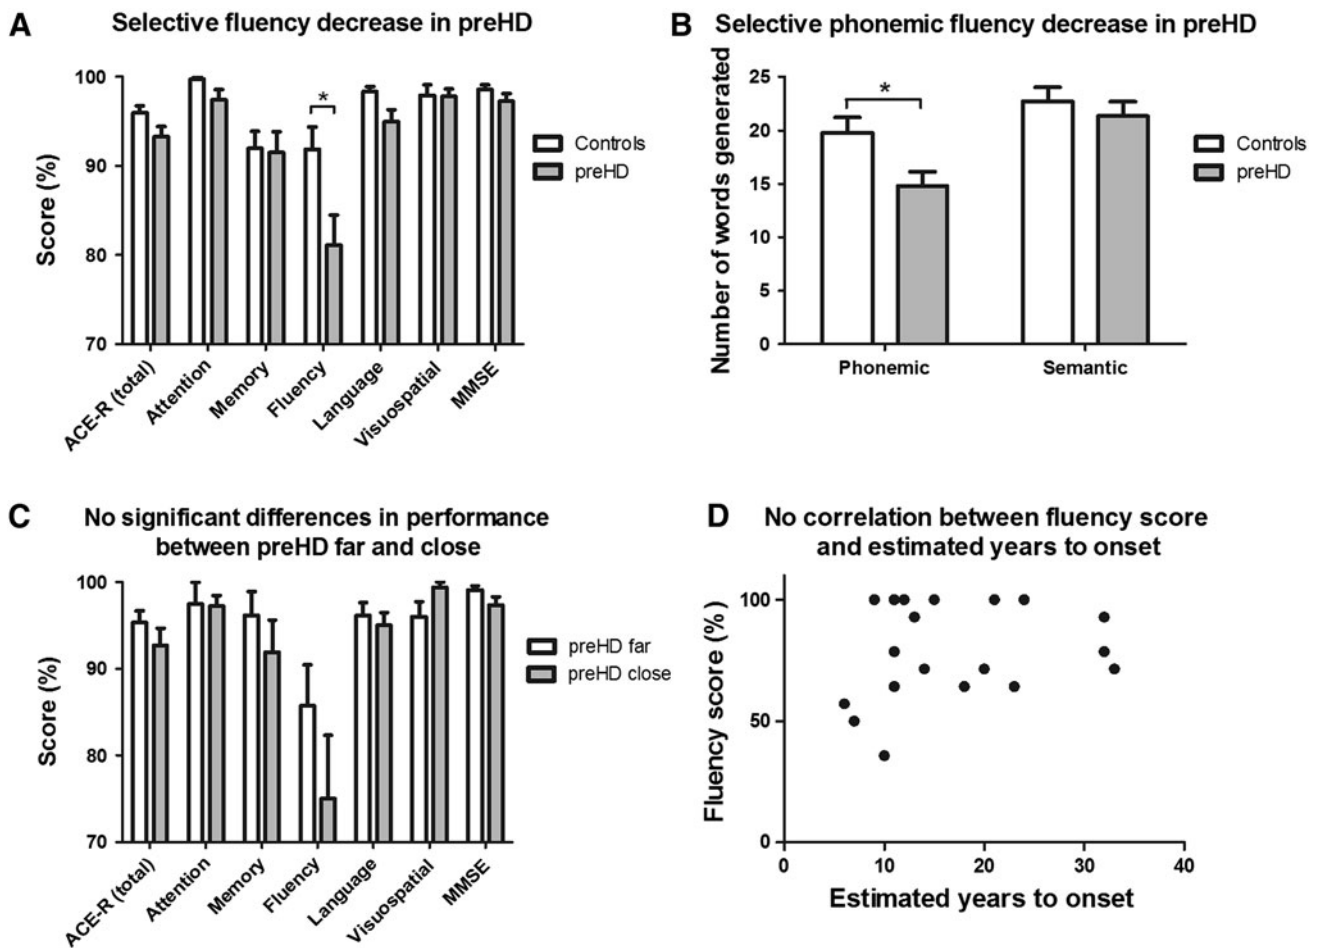 A Selective fluency decrease in preHD
100
90
80
70
Score (%)
*
ACE-R (total)
Attention
Memory
Fluency
Language
Visuospatial
MMSE
Controls
preHD
B Selective phonemic fluency decrease in preHD
25
20
15
10
5
0
Number of words generated
*
Phonemic
Semantic
Controls
preHD
C No significant differences in performance
between preHD far and close
100
90
80
70
Score (%)
ACE-R (total)
Attention
Memory
Fluency
Language
Visuospatial
MMSE
preHD far
preHD close
D No correlation between fluency score
and estimated years to onset
100
50
0
Fluency score (%)
0 10 20 30 40
Estimated years to onset